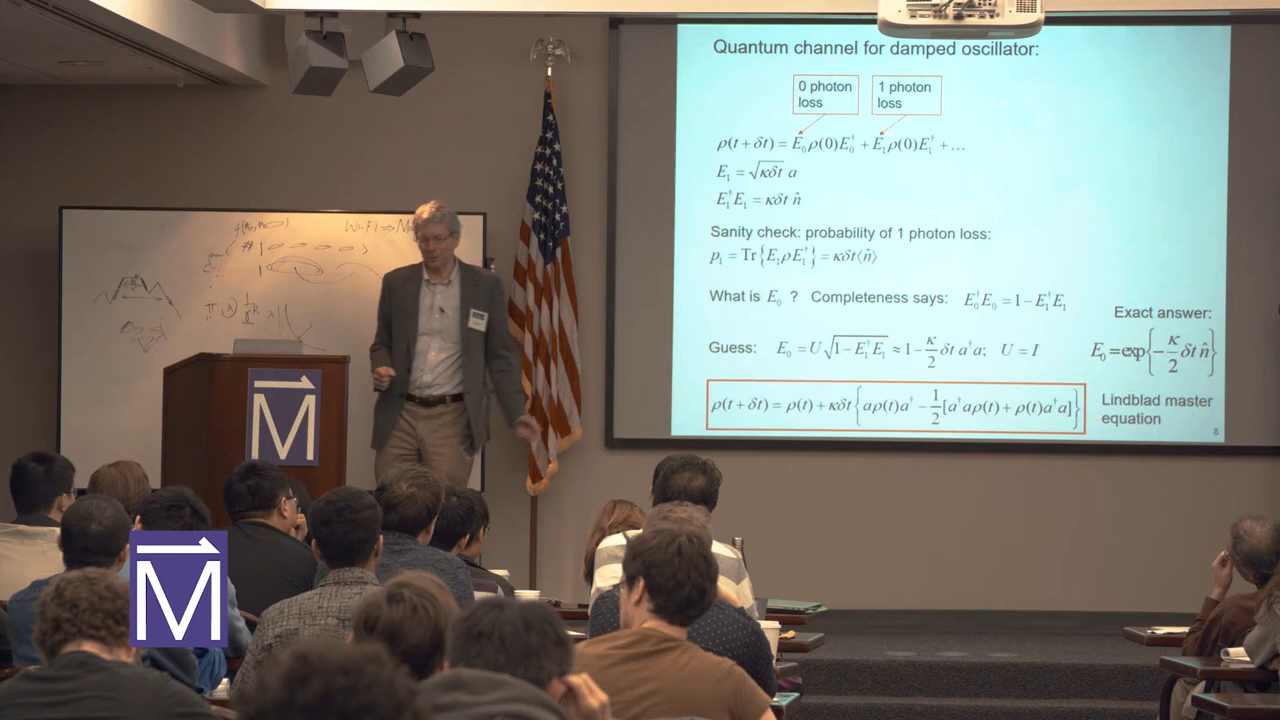 Quantum channel for damped oscillator:
0 photon loss
1 photon loss
ρ(t + δt) = E₀ρ(0)E₀† + E₁ρ(0)E₁† + …
E₁ = √κδt a
E₁†E₁ = κδt n̂
Sanity check: probability of 1 photon loss:
p₁ = Tr{E₁ρE₁†} = κδt⟨n̂⟩
What is E₀ ? Completeness says: E₀†E₀ = 1 − E₁†E₁
Exact answer:
Guess: E₀ = U√1 − E₁†E₁ ≈ 1 − κ/2 δt a†a; U = I
E₀ = exp{−κ/2 δt n̂}
ρ(t + δt) = ρ(t) + κδt{aρ(t)a† − 1/2[a†aρ(t) + ρ(t)a†a]}
Lindblad master equation
8
M
M